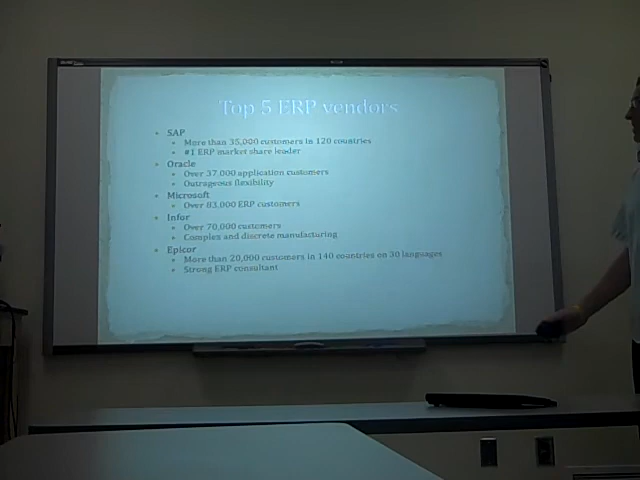 Top 5 ERP vendors
SAP
More than 35,000 customers in 120 countries
#1 ERP market share leader
Oracle
Over 37,000 application customers
Outrageous flexibility
Microsoft
Over 83,000 ERP customers
Infor
Over 70,000 customers
Complex and discrete manufacturing
Epicor
More than 20,000 customers in 140 countries on 30 languages
Strong ERP consultant